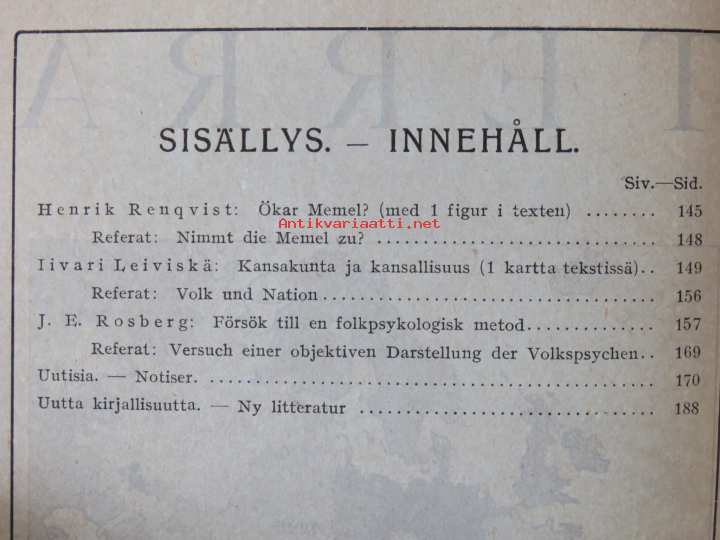 TERRA
SISÄLLYS. — INNEHÅLL.
Siv.—Sid.
Henrik Renqvist: Ökar Memel? (med 1 figur i texten) ........ 145
Antikvariaatti.net
Referat: Nimmt die Memel zu? ........ 148
Iivari Leiviskä: Kansakunta ja kansallisuus (1 kartta tekstissä).. 149
Referat: Volk und Nation ........ 156
J. E. Rosberg: Försök till en folkpsykologisk metod ........ 157
Referat: Versuch einer objektiven Darstellung der Volkspsychen.. 169
Uutisia. — Notiser. ........ 170
Uutta kirjallisuutta. — Ny litteratur ........ 188